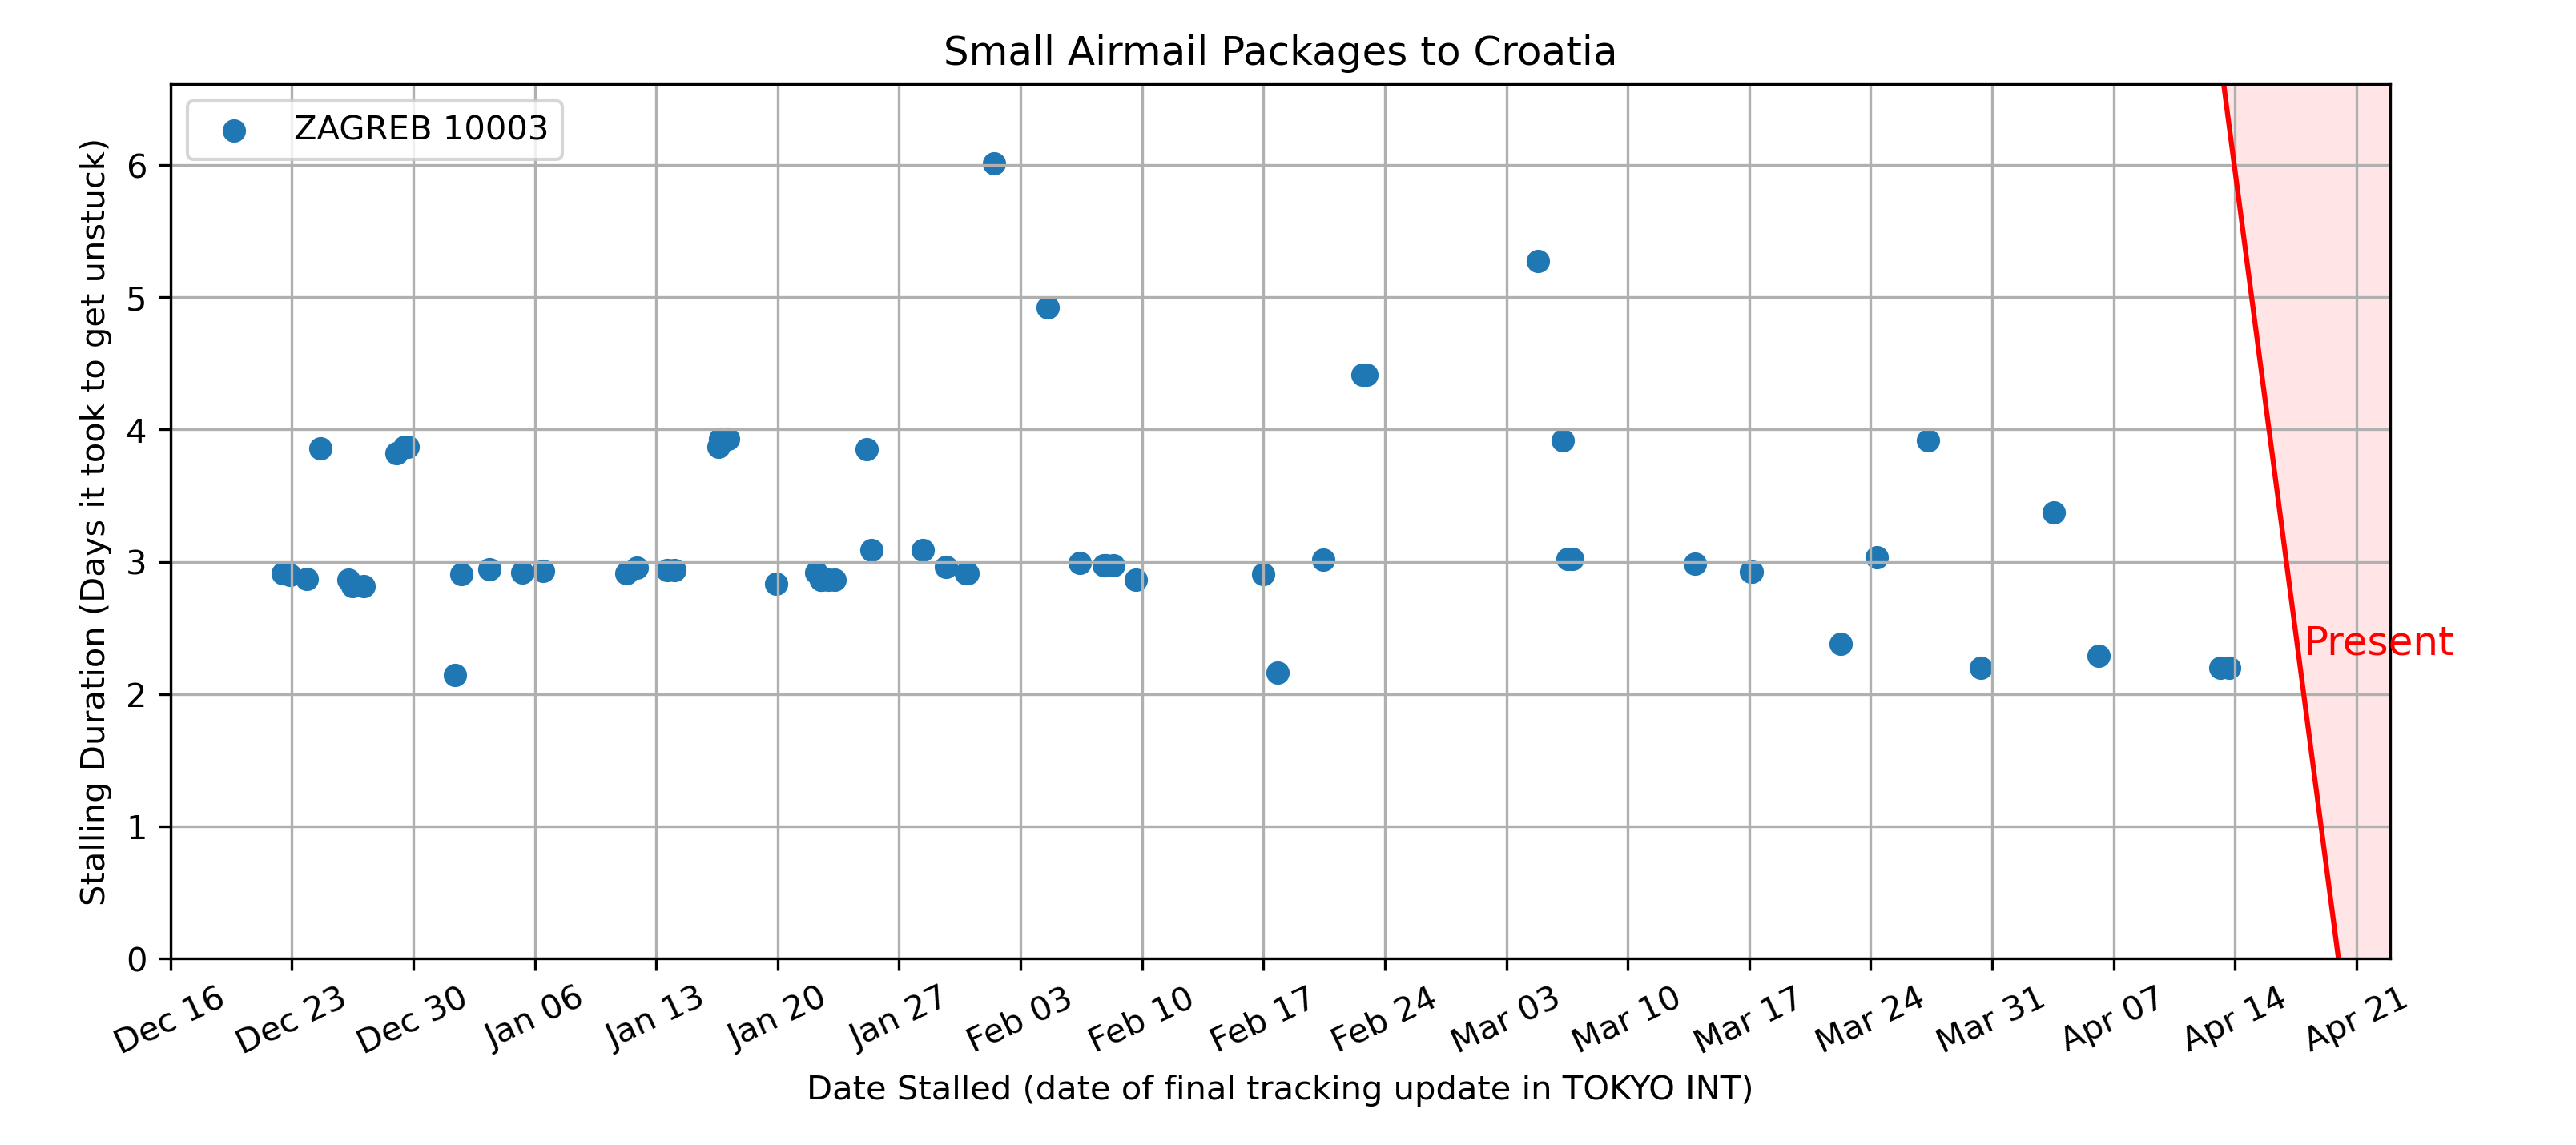 Small Airmail Packages to Croatia
ZAGREB 10003
Stalling Duration (Days it took to get unstuck)
6
5
4
3
2
1
0
Present
Dec 16
Dec 23
Dec 30
Jan 06
Jan 13
Jan 20
Jan 27
Feb 03
Feb 10
Feb 17
Feb 24
Mar 03
Mar 10
Mar 17
Mar 24
Mar 31
Apr 07
Apr 14
Apr 21
Date Stalled (date of final tracking update in TOKYO INT)